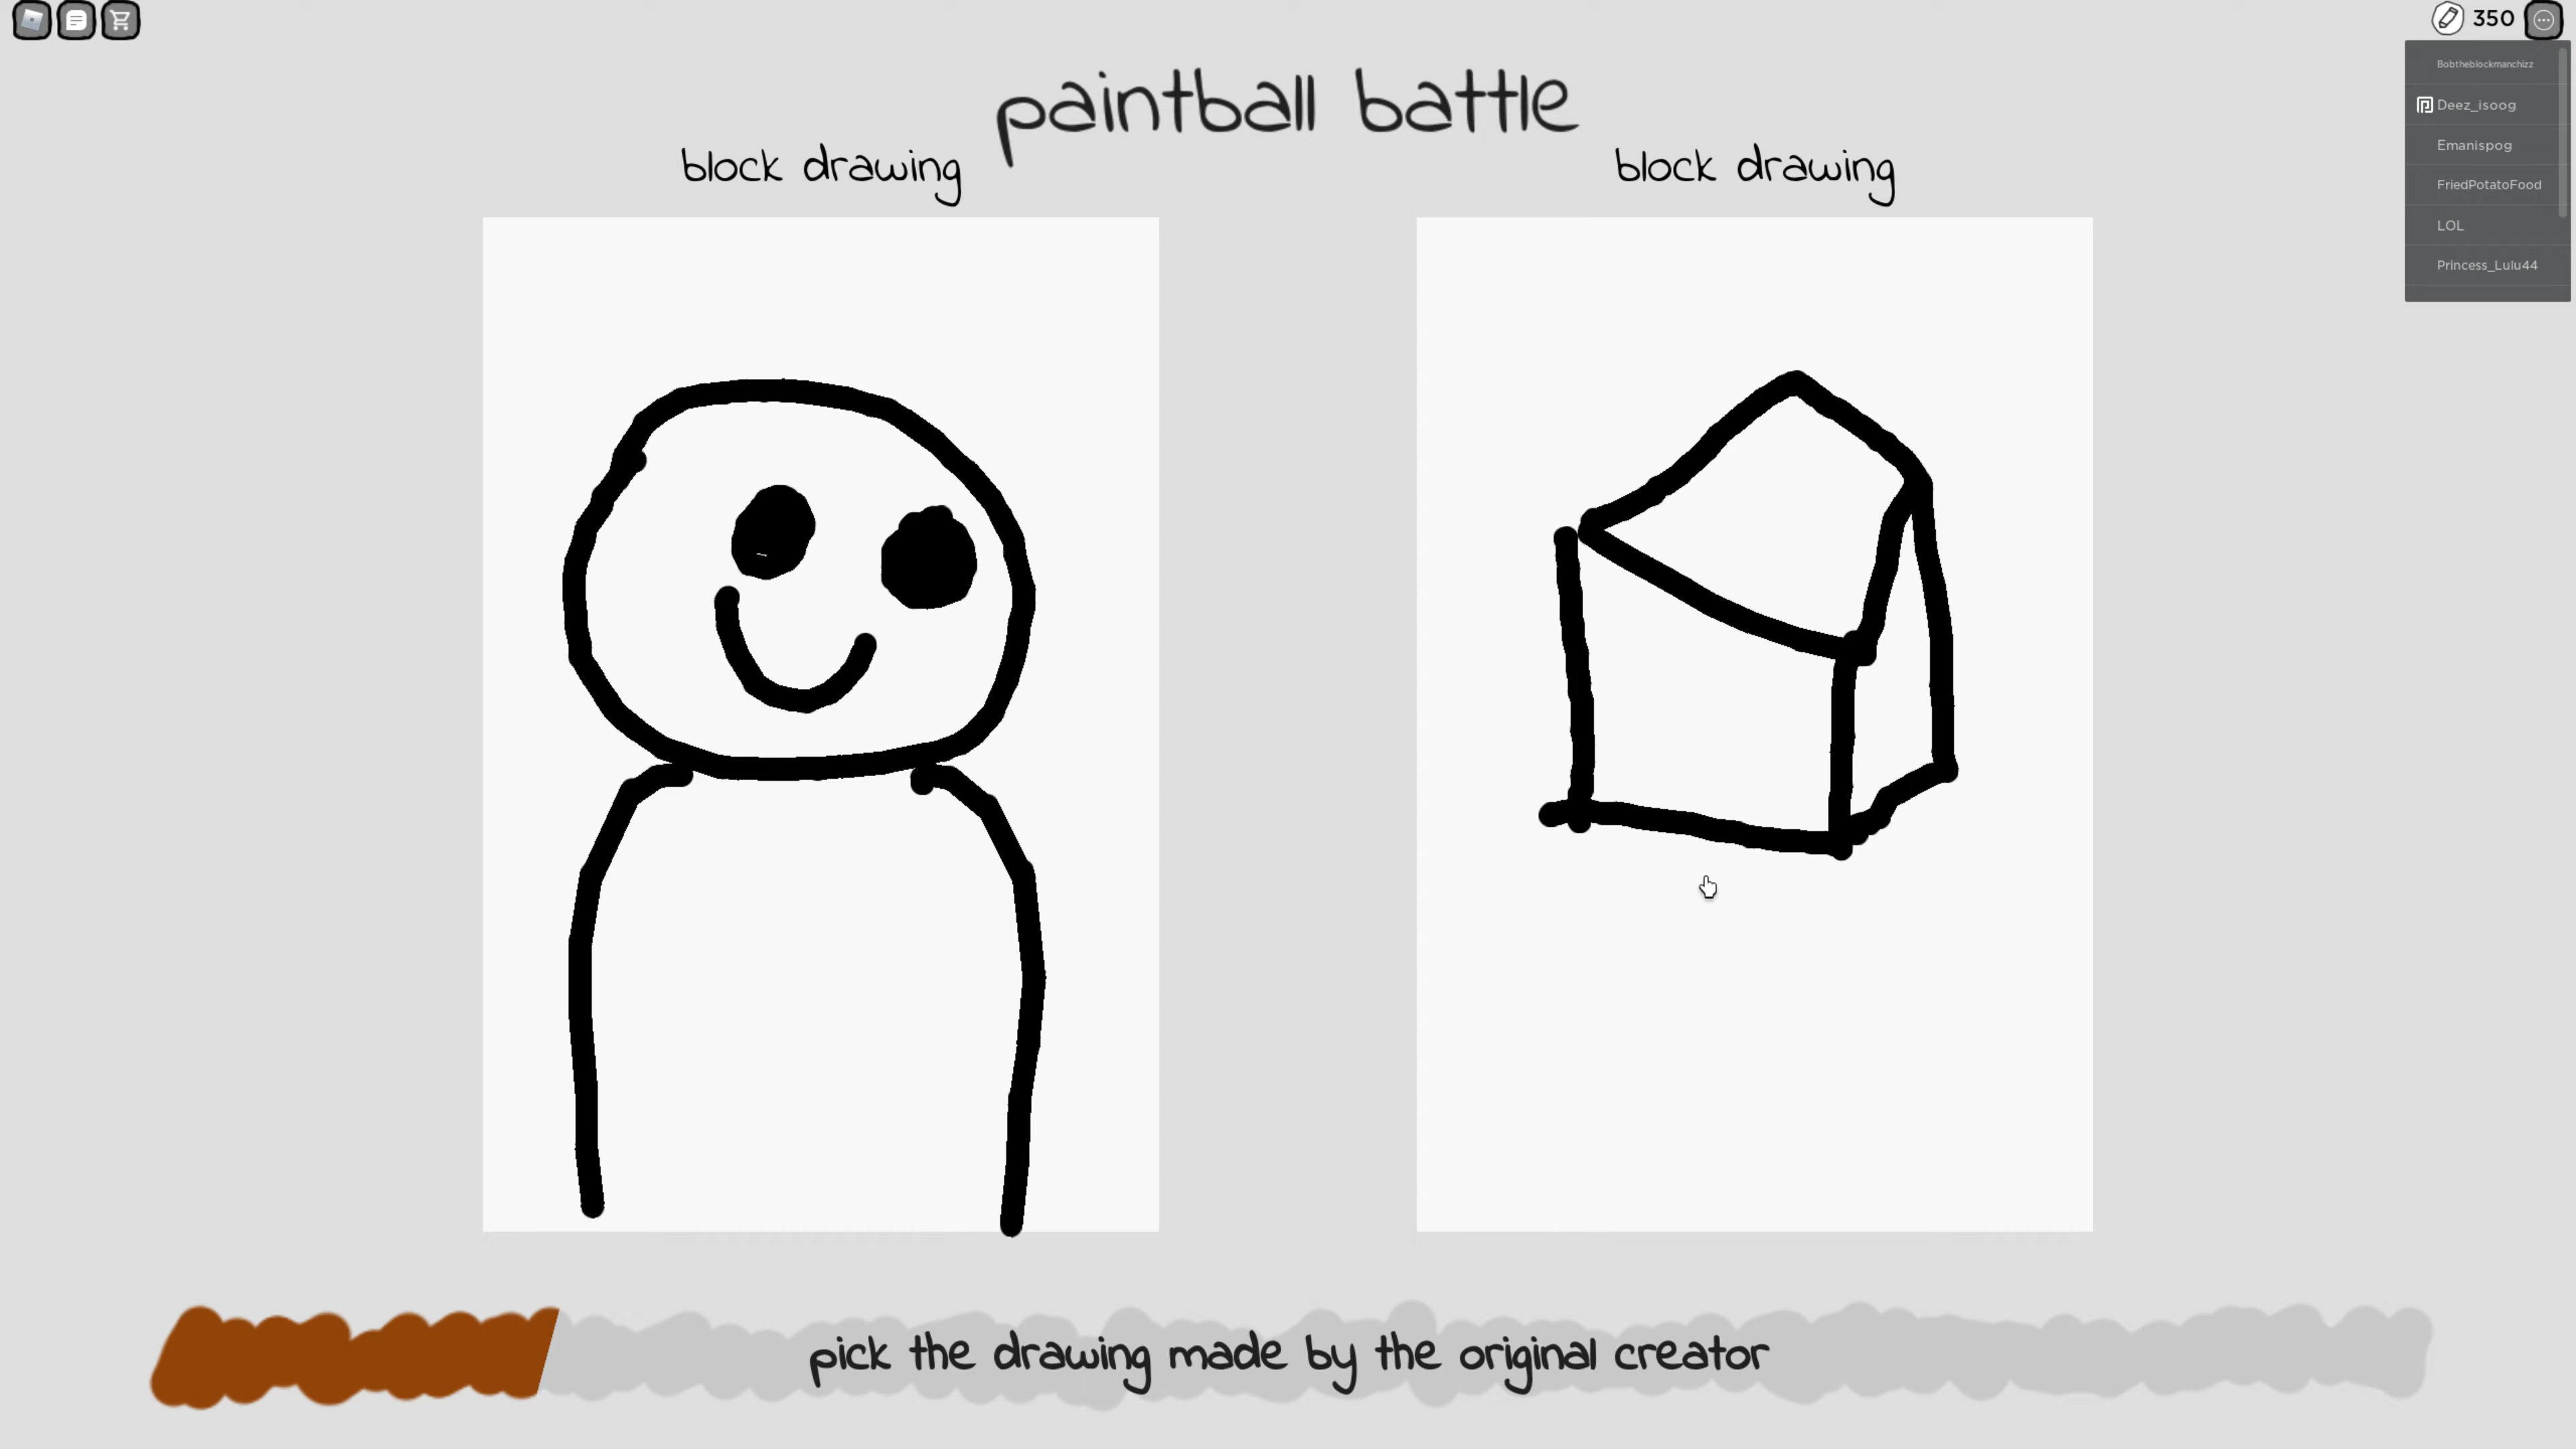 350
Bobtheblockmanchizz
Deez_isoog
Emanispog
FriedPotatoFood
LOL
Princess_Lulu44
paintball battle
block drawing
block drawing
pick the drawing made by the original creator